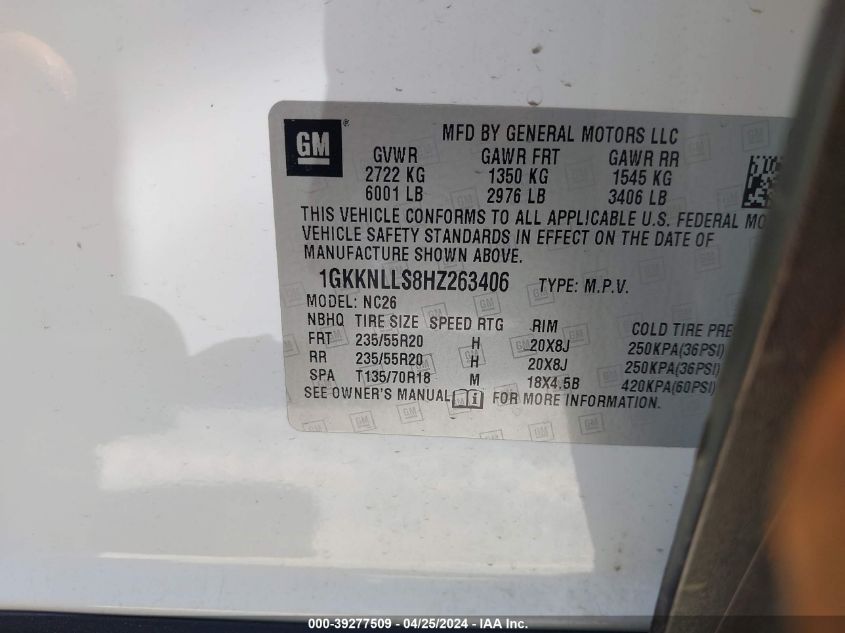 GM ® MFD BY GENERAL MOTORS LLC
GVWR GAWR FRT GAWR RR
2722 KG 1350 KG 1545 KG
6001 LB 2976 LB 3406 LB
THIS VEHICLE CONFORMS TO ALL APPLICABLE U.S. FEDERAL MO
VEHICLE SAFETY STANDARDS IN EFFECT ON THE DATE OF
MANUFACTURE SHOWN ABOVE.
1GKKNLLS8HZ263406 TYPE: M.P.V.
MODEL: NC26
NBHQ TIRE SIZE SPEED RTG RIM COLD TIRE PRE
FRT 235/55R20 H 20X8J 250KPA(36PSI)
RR 235/55R20 H 20X8J 250KPA(36PSI)
SPA T135/70R18 M 18X4.5B 420KPA(60PSI)
SEE OWNER'S MANUAL FOR MORE INFORMATION.
000-39277509 - 04/25/2024 - IAA Inc.